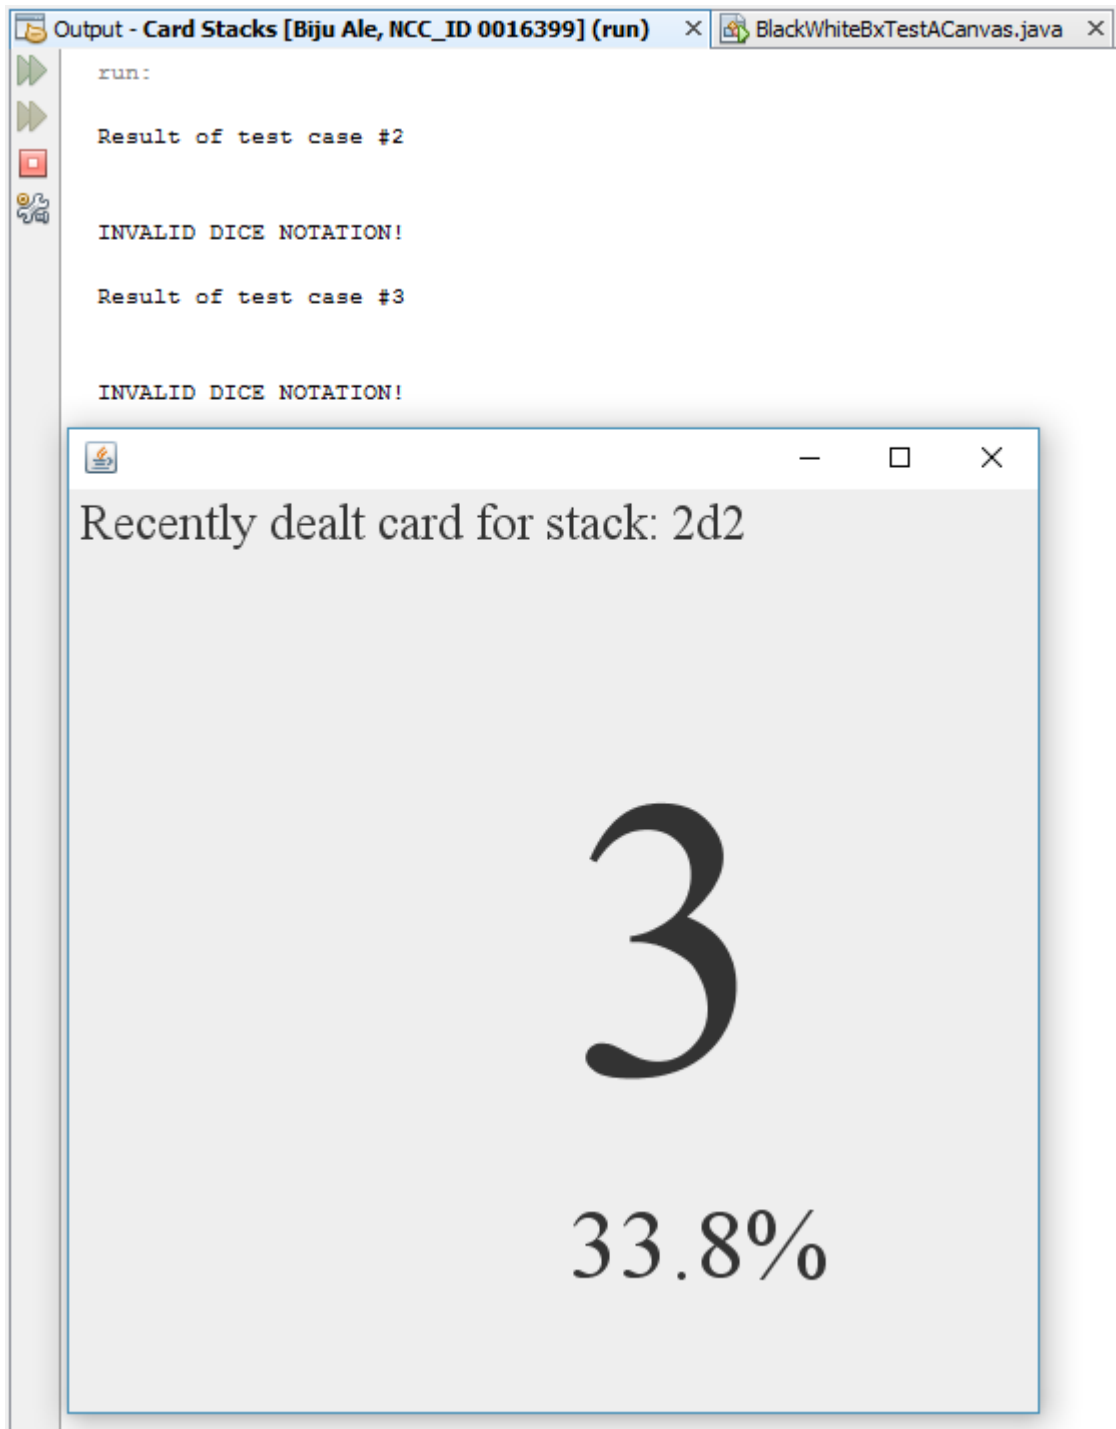 Output - Card Stacks [Biju Ale, NCC_ID 0016399] (run) BlackWhiteBxTestACanvas.java
run:
Result of test case #2
INVALID DICE NOTATION!
Result of test case #3
INVALID DICE NOTATION!
Recently dealt card for stack: 2d2
3
33.8%